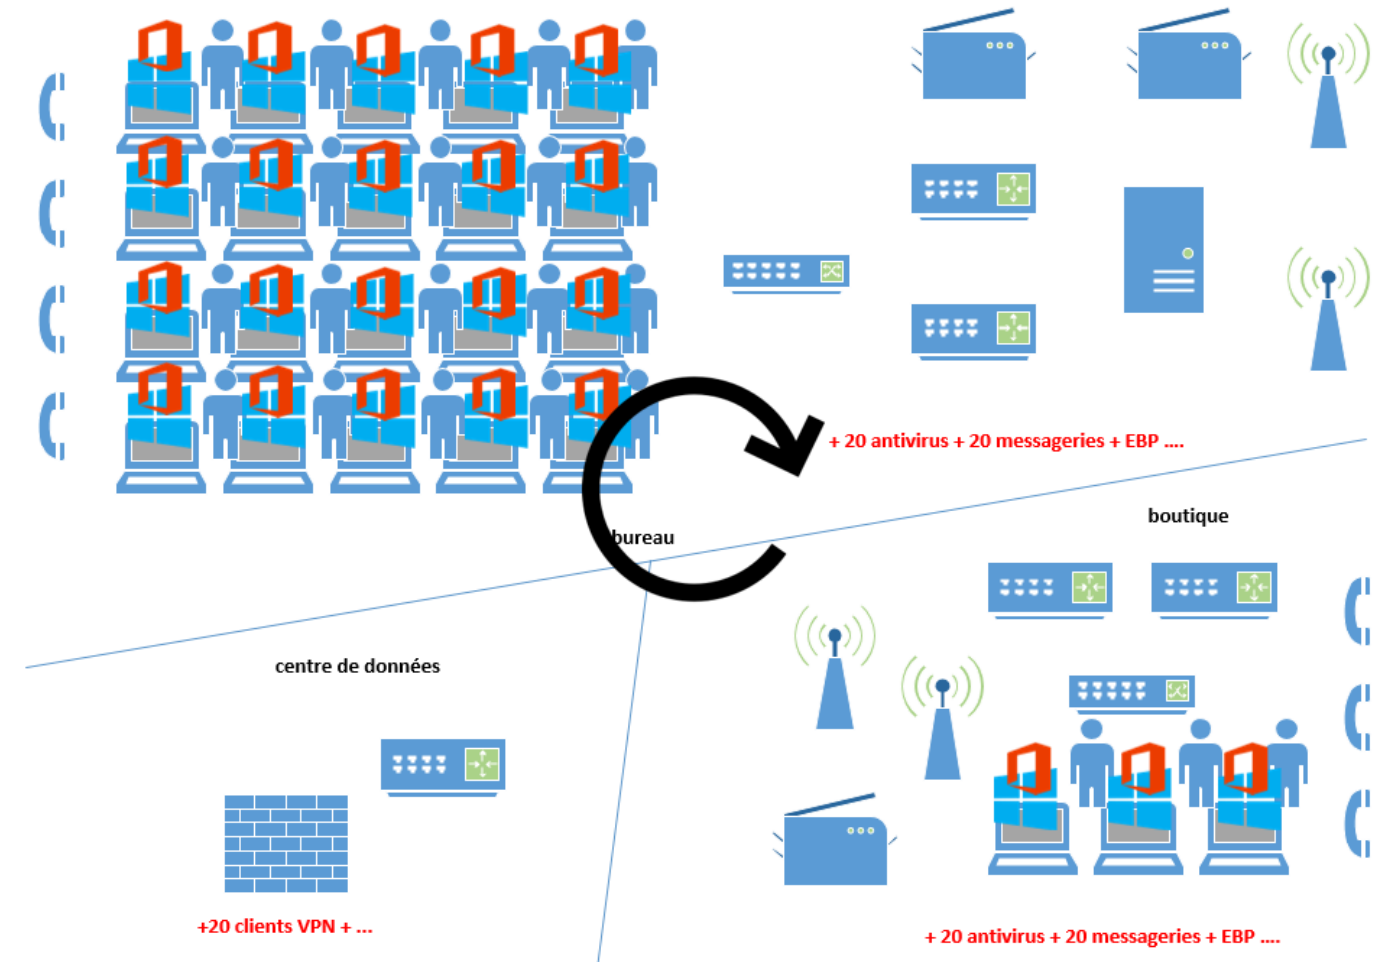 + 20 antivirus + 20 messageries + EBP ....
boutique
bureau
centre de données
+20 clients VPN + ...
+ 20 antivirus + 20 messageries + EBP ....